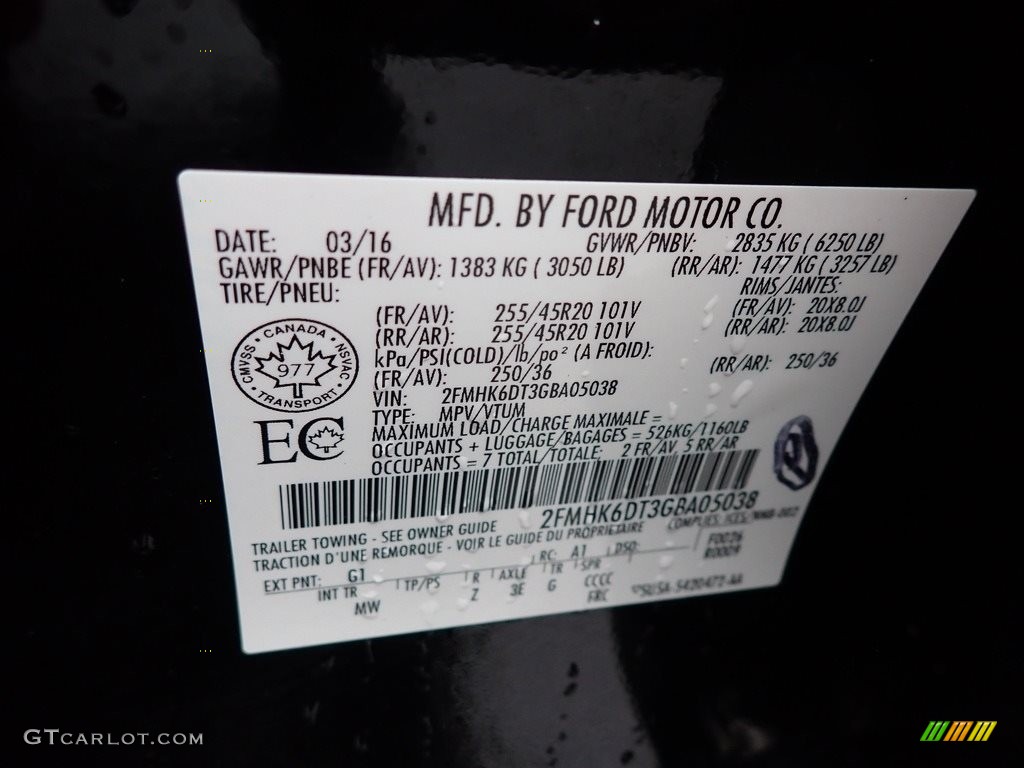 MFD. BY FORD MOTOR CO.
DATE: 03/16 GVWR/PNBV: 2835 KG ( 6250 LB)
GAWR/PNBE (FR/AV): 1383 KG ( 3050 LB) (RR/AR): 1477 KG ( 3257 LB)
TIRE/PNEU: RIMS/JANTES:
(FR/AV): 255/45R20 101V (FR/AV): 20X8.0J
(RR/AR): 255/45R20 101V (RR/AR): 20X8.0J
kPa/PSI(COLD)/lb/po² (A FROID):
(FR/AV): 250/36 (RR/AR): 250/36
VIN: 2FMHK6DT3GBA05038
TYPE: MPV/VTUM
MAXIMUM LOAD/CHARGE MAXIMALE =
OCCUPANTS + LUGGAGE/BAGAGES = 526KG/1160LB
OCCUPANTS = 7 TOTAL/TOTALE: 2 FR/AV 5 RR/AR
CMVSS • CANADA • NSVAC • TRANSPORT •
977
EC
2FMHK6DT3GBA05038
TRAILER TOWING - SEE OWNER GUIDE
TRACTION D'UNE REMORQUE - VOIR LE GUIDE DU PROPRIETAIRE
EXT PNT: G1 RC: A1 DSO:
F0026
R0009
INT TR TP/PS R AXLE TR SPR
MW Z 3E G CCCC
FRC
GTCARLOT.COM